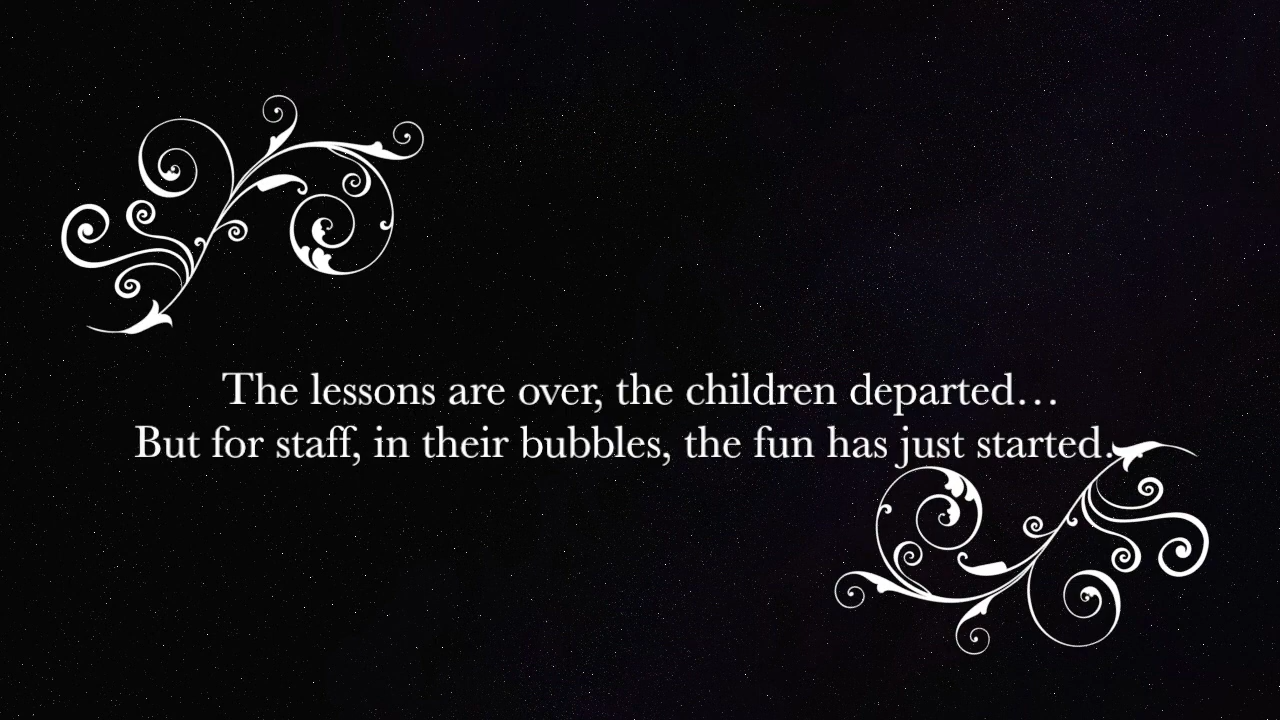 The lessons are over, the children departed…
But for staff, in their bubbles, the fun has just started…